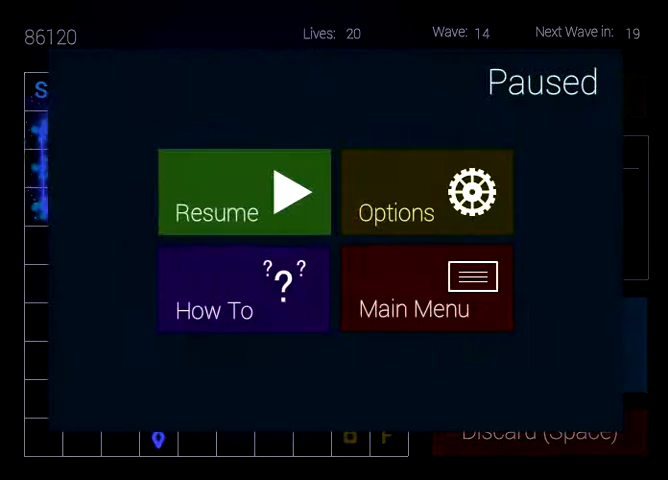 86120 Lives: 20 Wave: 14 Next Wave in: 19
Paused
S
Resume
Options
? ? ?
How To
Main Menu
B F
Discard (Space)